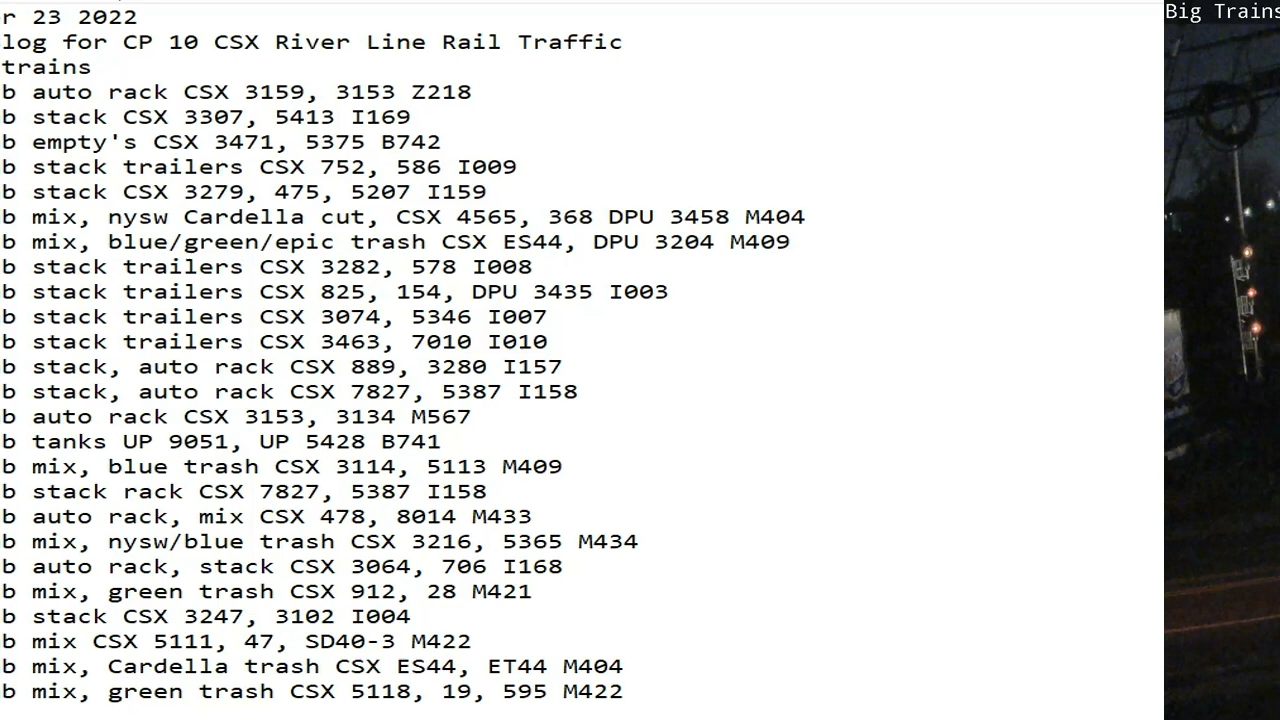 r 23 2022
log for CP 10 CSX River Line Rail Traffic
trains
b auto rack CSX 3159, 3153 Z218
b stack CSX 3307, 5413 I169
b empty's CSX 3471, 5375 B742
b stack trailers CSX 752, 586 I009
b stack CSX 3279, 475, 5207 I159
b mix, nysw Cardella cut, CSX 4565, 368 DPU 3458 M404
b mix, blue/green/epic trash CSX ES44, DPU 3204 M409
b stack trailers CSX 3282, 578 I008
b stack trailers CSX 825, 154, DPU 3435 I003
b stack trailers CSX 3074, 5346 I007
b stack trailers CSX 3463, 7010 I010
b stack, auto rack CSX 889, 3280 I157
b stack, auto rack CSX 7827, 5387 I158
b auto rack CSX 3153, 3134 M567
b tanks UP 9051, UP 5428 B741
b mix, blue trash CSX 3114, 5113 M409
b stack rack CSX 7827, 5387 I158
b auto rack, mix CSX 478, 8014 M433
b mix, nysw/blue trash CSX 3216, 5365 M434
b auto rack, stack CSX 3064, 706 I168
b mix, green trash CSX 912, 28 M421
b stack CSX 3247, 3102 I004
b mix CSX 5111, 47, SD40-3 M422
b mix, Cardella trash CSX ES44, ET44 M404
b mix, green trash CSX 5118, 19, 595 M422
Big Trains